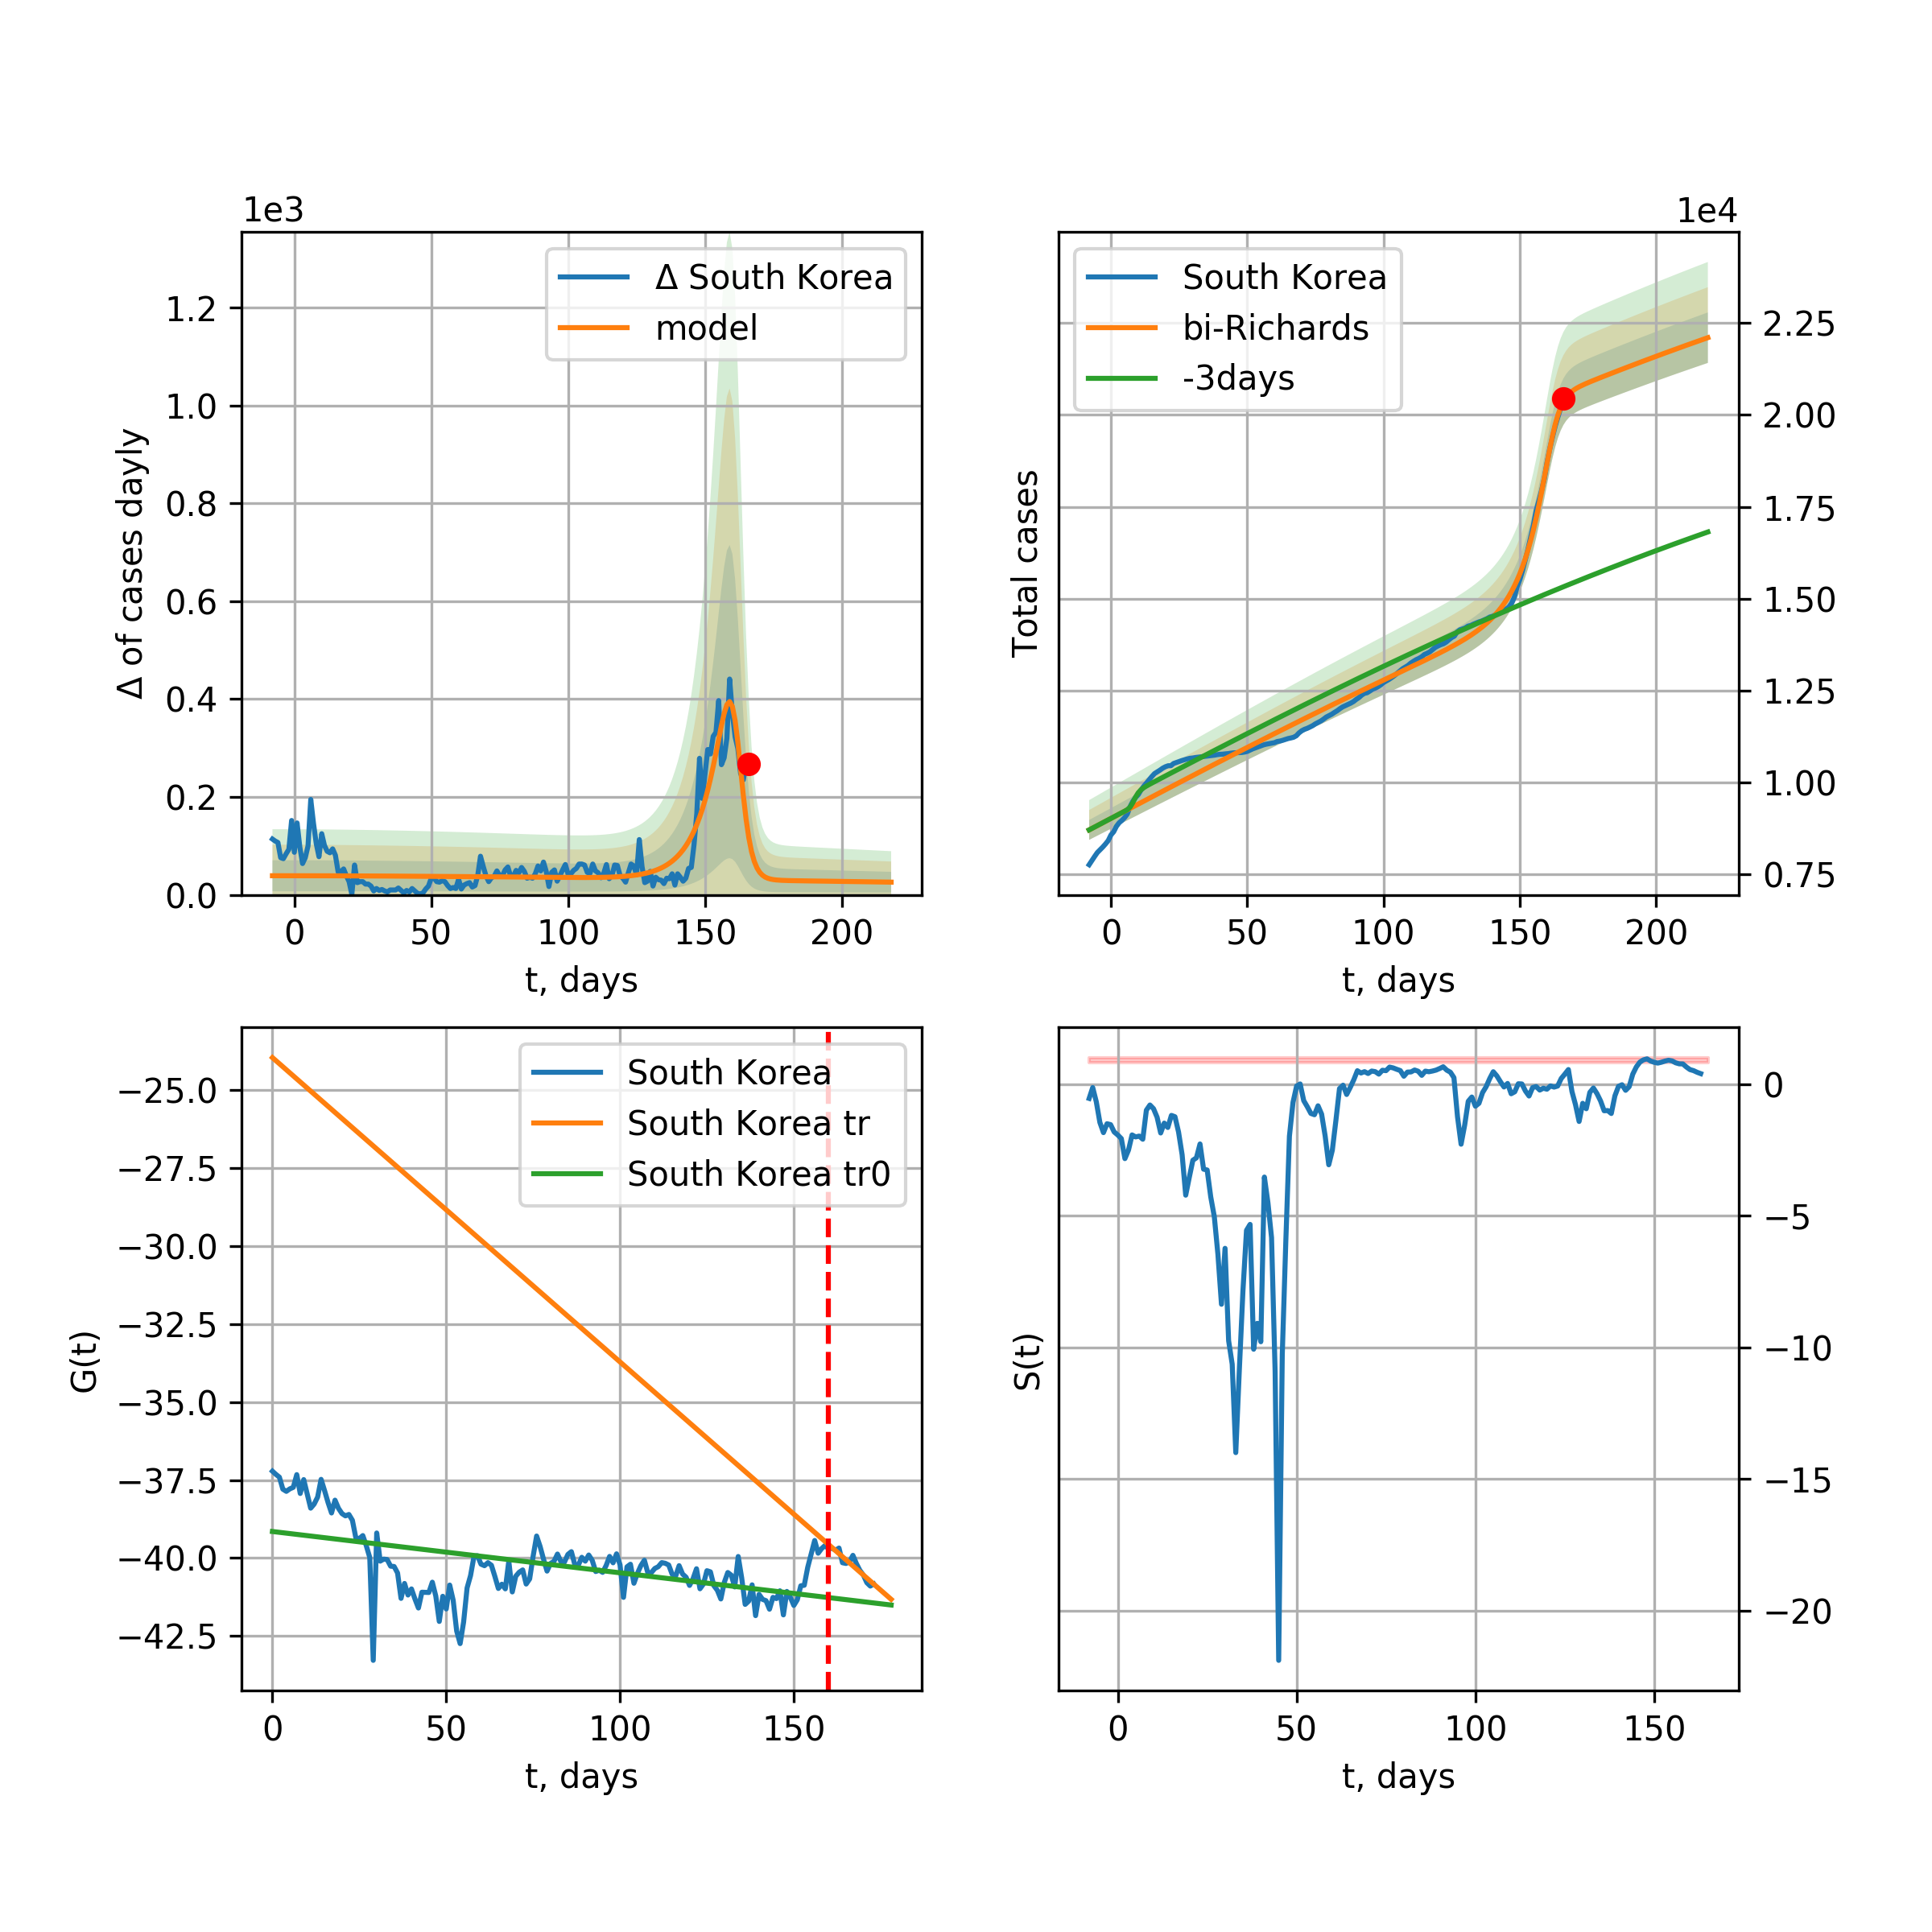 1e3
Δ of cases dayly
1.2
1.0
0.8
0.6
0.4
0.2
0.0
Δ South Korea
model
0 50 100 150 200
t, days
1e4
Total cases
South Korea
bi-Richards
-3days
2.25
2.00
1.75
1.50
1.25
1.00
0.75
0 50 100 150 200
t, days
G(t)
−25.0
−27.5
−30.0
−32.5
−35.0
−37.5
−40.0
−42.5
South Korea
South Korea tr
South Korea tr0
0 50 100 150
t, days
S(t)
0
−5
−10
−15
−20
0 50 100 150
t, days